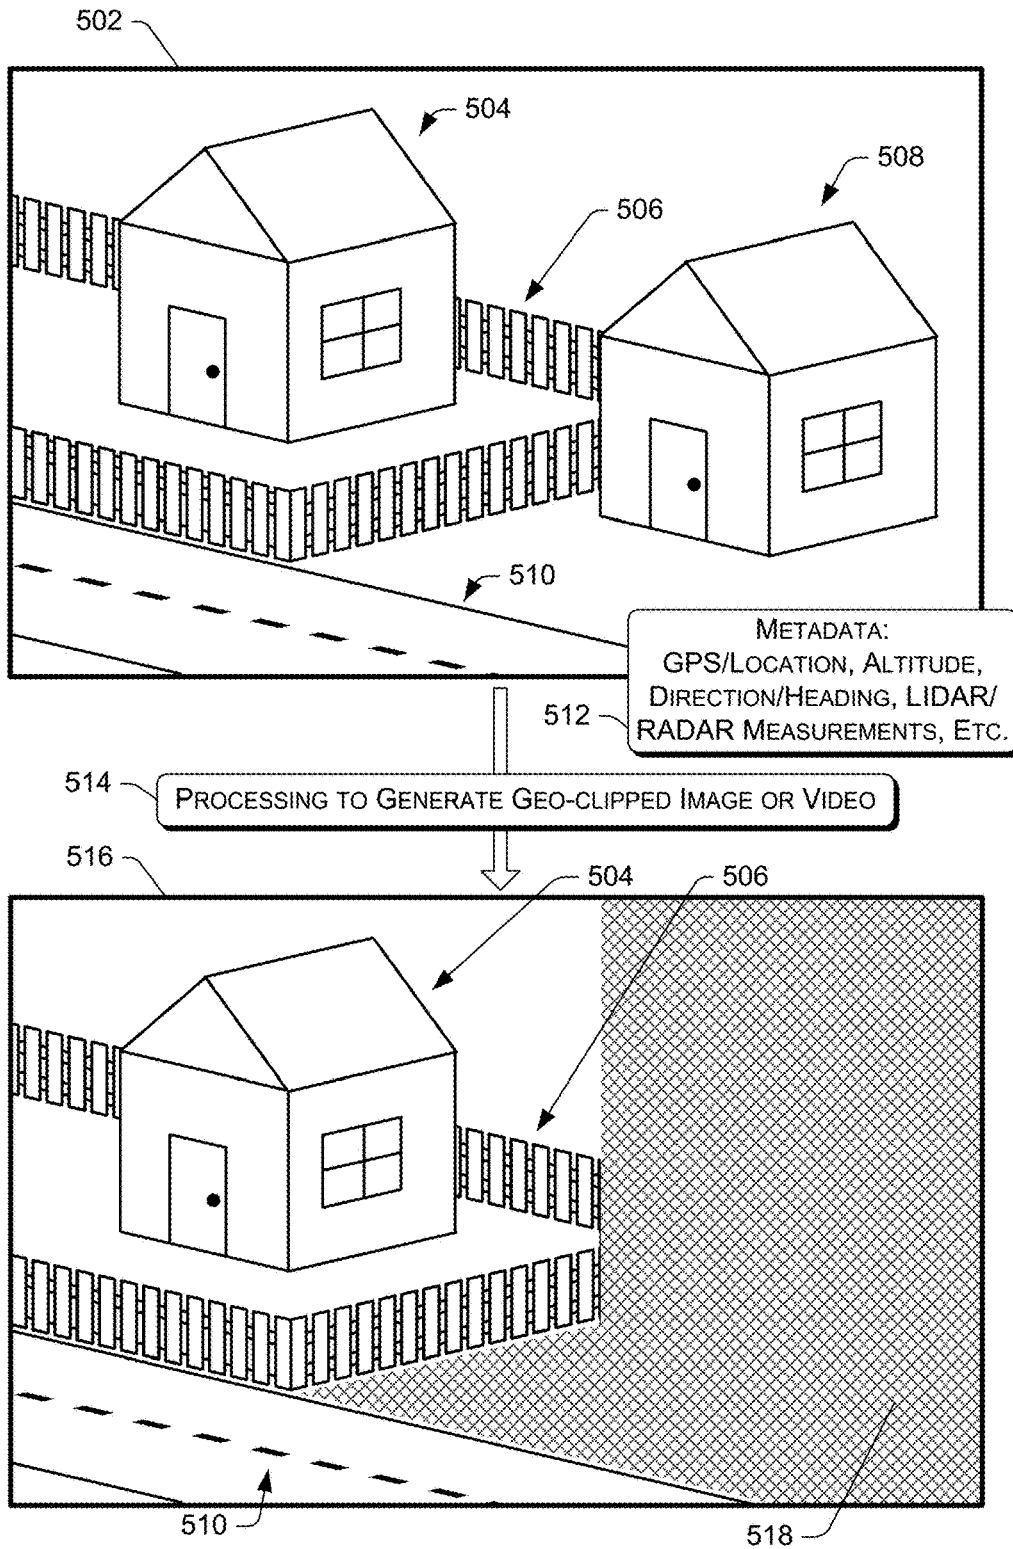 502
504
508
506
510
METADATA:
GPS/LOCATION, ALTITUDE,
DIRECTION/HEADING, LIDAR/
RADAR MEASUREMENTS, ETC.
512
514
PROCESSING TO GENERATE GEO-CLIPPED IMAGE OR VIDEO
516
504
506
510
518